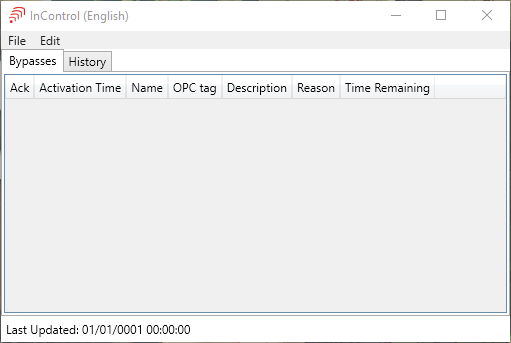 InControl (English)
File Edit
Bypasses History
Ack Activation Time Name OPC tag Description Reason Time Remaining
Last Updated: 01/01/0001 00:00:00